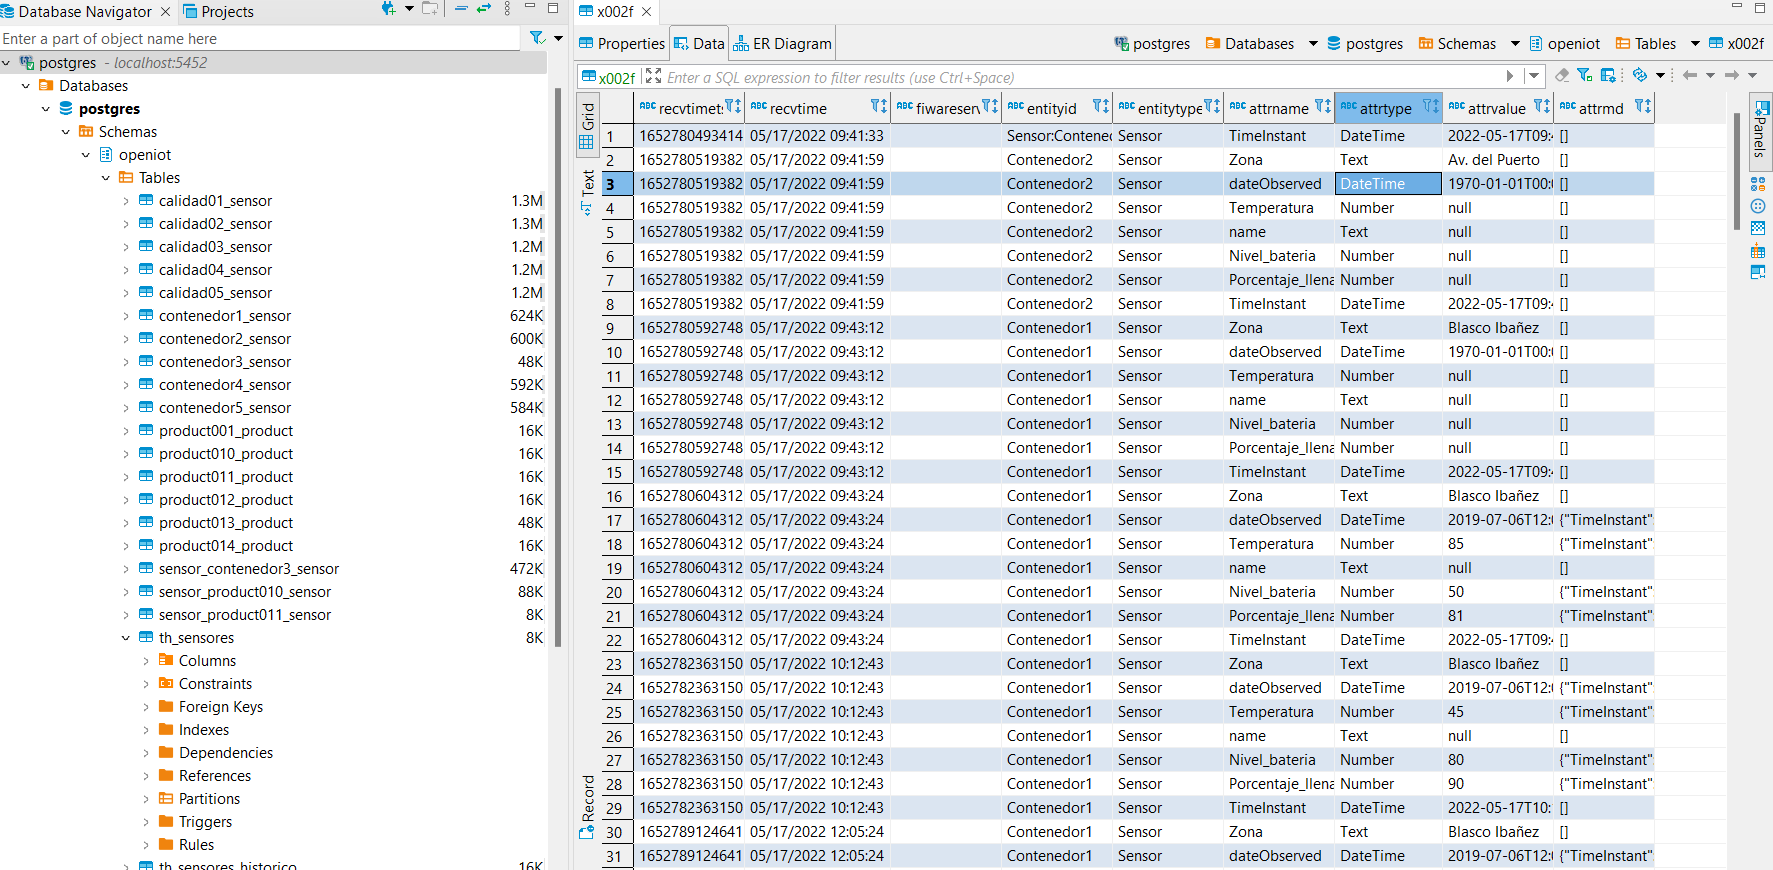 Database Navigator
Projects
Enter a part of object name here
postgres - localhost:5452
Databases
postgres
Schemas
openiot
Tables
calidad01_sensor 1.3M
calidad02_sensor 1.3M
calidad03_sensor 1.2M
calidad04_sensor 1.2M
calidad05_sensor 1.2M
contenedor1_sensor 624K
contenedor2_sensor 600K
contenedor3_sensor 48K
contenedor4_sensor 592K
contenedor5_sensor 584K
product001_product 16K
product010_product 16K
product011_product 16K
product012_product 16K
product013_product 48K
product014_product 16K
sensor_contenedor3_sensor 472K
sensor_product010_sensor 88K
sensor_product011_sensor 8K
th_sensores 8K
Columns
Constraints
Foreign Keys
Indexes
Dependencies
References
Partitions
Triggers
Rules
th_sensores_historico 16K
x002f
Properties Data ER Diagram
postgres Databases postgres Schemas openiot Tables x002f
x002f Enter a SQL expression to filter results (use Ctrl+Space)
Grid
Text
Record
Panels
ABC recvtimets ABC recvtime ABC fiwareserv ABC entityid ABC entitytype ABC attrname ABC attrtype ABC attrvalue ABC attrmd
1 1652780493414 05/17/2022 09:41:33 Sensor:Contened Sensor TimeInstant DateTime 2022-05-17T09: []
2 1652780519382 05/17/2022 09:41:59 Contenedor2 Sensor Zona Text Av. del Puerto []
3 1652780519382 05/17/2022 09:41:59 Contenedor2 Sensor dateObserved DateTime 1970-01-01T00: []
4 1652780519382 05/17/2022 09:41:59 Contenedor2 Sensor Temperatura Number null []
5 1652780519382 05/17/2022 09:41:59 Contenedor2 Sensor name Text null []
6 1652780519382 05/17/2022 09:41:59 Contenedor2 Sensor Nivel_bateria Number null []
7 1652780519382 05/17/2022 09:41:59 Contenedor2 Sensor Porcentaje_llena Number null []
8 1652780519382 05/17/2022 09:41:59 Contenedor2 Sensor TimeInstant DateTime 2022-05-17T09: []
9 1652780592748 05/17/2022 09:43:12 Contenedor1 Sensor Zona Text Blasco Ibañez []
10 1652780592748 05/17/2022 09:43:12 Contenedor1 Sensor dateObserved DateTime 1970-01-01T00: []
11 1652780592748 05/17/2022 09:43:12 Contenedor1 Sensor Temperatura Number null []
12 1652780592748 05/17/2022 09:43:12 Contenedor1 Sensor name Text null []
13 1652780592748 05/17/2022 09:43:12 Contenedor1 Sensor Nivel_bateria Number null []
14 1652780592748 05/17/2022 09:43:12 Contenedor1 Sensor Porcentaje_llena Number null []
15 1652780592748 05/17/2022 09:43:12 Contenedor1 Sensor TimeInstant DateTime 2022-05-17T09: []
16 1652780604312 05/17/2022 09:43:24 Contenedor1 Sensor Zona Text Blasco Ibañez []
17 1652780604312 05/17/2022 09:43:24 Contenedor1 Sensor dateObserved DateTime 2019-07-06T12: {"TimeInstant"
18 1652780604312 05/17/2022 09:43:24 Contenedor1 Sensor Temperatura Number 85 {"TimeInstant"
19 1652780604312 05/17/2022 09:43:24 Contenedor1 Sensor name Text null []
20 1652780604312 05/17/2022 09:43:24 Contenedor1 Sensor Nivel_bateria Number 50 {"TimeInstant"
21 1652780604312 05/17/2022 09:43:24 Contenedor1 Sensor Porcentaje_llena Number 81 {"TimeInstant"
22 1652780604312 05/17/2022 09:43:24 Contenedor1 Sensor TimeInstant DateTime 2022-05-17T09: []
23 1652782363150 05/17/2022 10:12:43 Contenedor1 Sensor Zona Text Blasco Ibañez []
24 1652782363150 05/17/2022 10:12:43 Contenedor1 Sensor dateObserved DateTime 2019-07-06T12: {"TimeInstant"
25 1652782363150 05/17/2022 10:12:43 Contenedor1 Sensor Temperatura Number 45 {"TimeInstant"
26 1652782363150 05/17/2022 10:12:43 Contenedor1 Sensor name Text null []
27 1652782363150 05/17/2022 10:12:43 Contenedor1 Sensor Nivel_bateria Number 80 {"TimeInstant"
28 1652782363150 05/17/2022 10:12:43 Contenedor1 Sensor Porcentaje_llena Number 90 {"TimeInstant"
29 1652782363150 05/17/2022 10:12:43 Contenedor1 Sensor TimeInstant DateTime 2022-05-17T10: []
30 1652789124641 05/17/2022 12:05:24 Contenedor1 Sensor Zona Text Blasco Ibañez []
31 1652789124641 05/17/2022 12:05:24 Contenedor1 Sensor dateObserved DateTime 2019-07-06T12: {"TimeInstant"